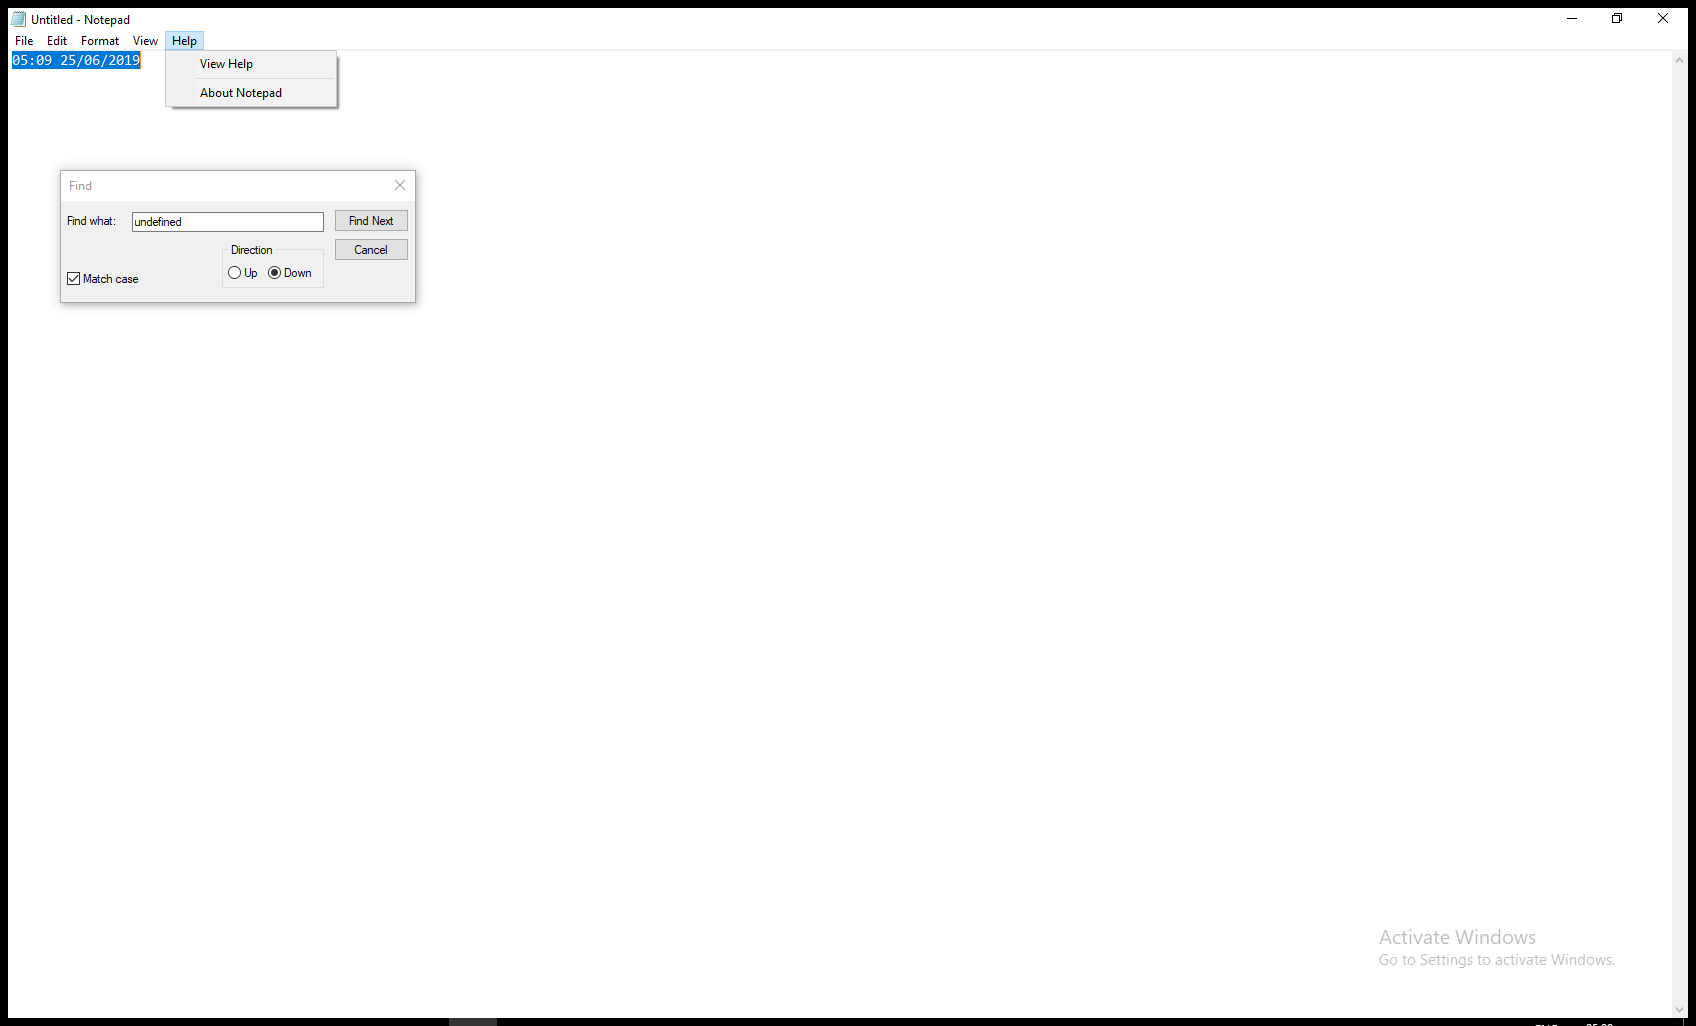 Untitled - Notepad
File Edit Format View Help
05:09 25/06/2019
View Help
About Notepad
Find
Find what: undefined Find Next
Direction Cancel
Up Down
Match case
Activate Windows
Go to Settings to activate Windows.